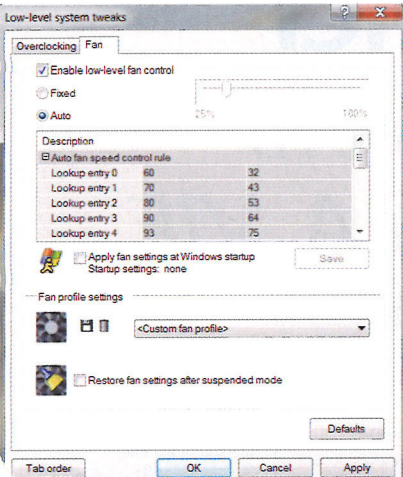 Low-level system tweaks
Overclocking Fan
Enable low-level fan control
Fixed
Auto
25% 100%
Description
Auto fan speed control rule
Lookup entry 0 60 32
Lookup entry 1 70 43
Lookup entry 2 80 53
Lookup entry 3 90 64
Lookup entry 4 93 75
Apply fan settings at Windows startup
Startup settings: none
Save
Fan profile settings
<Custom fan profile>
Restore fan settings after suspended mode
Defaults
Tab order OK Cancel Apply